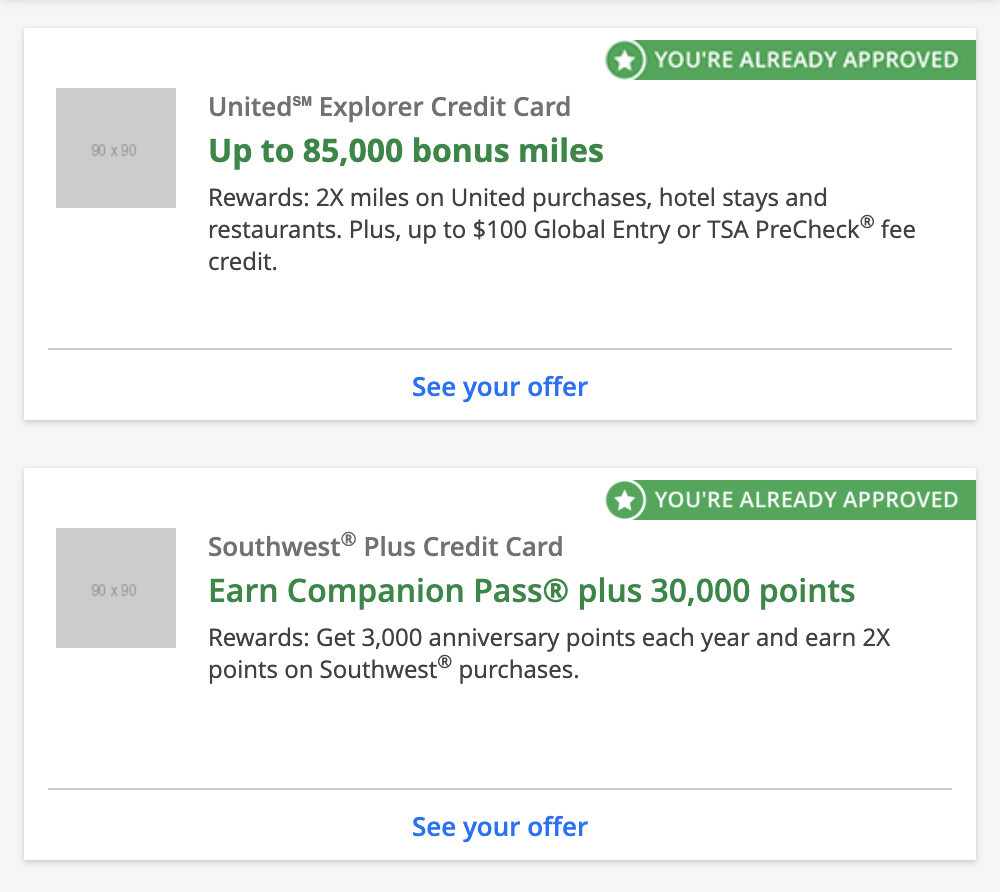 YOU'RE ALREADY APPROVED
90 x 90
United℠ Explorer Credit Card
Up to 85,000 bonus miles
Rewards: 2X miles on United purchases, hotel stays and
restaurants. Plus, up to $100 Global Entry or TSA PreCheck® fee
credit.
See your offer
YOU'RE ALREADY APPROVED
90 x 90
Southwest® Plus Credit Card
Earn Companion Pass® plus 30,000 points
Rewards: Get 3,000 anniversary points each year and earn 2X
points on Southwest® purchases.
See your offer